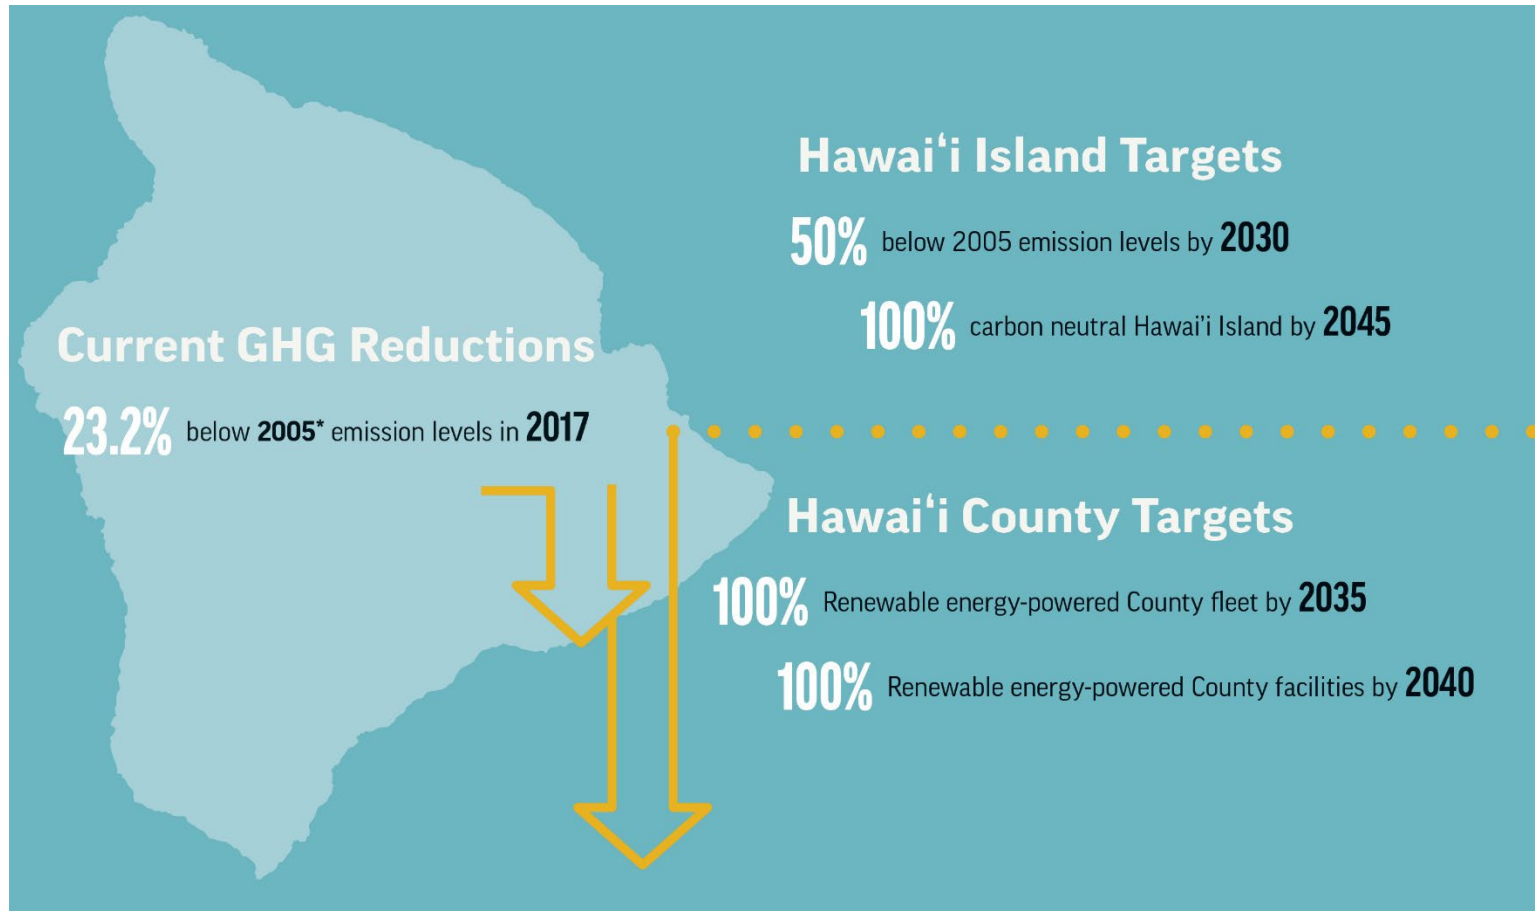 Current GHG Reductions
23.2% below 2005* emission levels in 2017
Hawaiʻi Island Targets
50% below 2005 emission levels by 2030
100% carbon neutral Hawai’i Island by 2045
Hawaiʻi County Targets
100% Renewable energy-powered County fleet by 2035
100% Renewable energy-powered County facilities by 2040